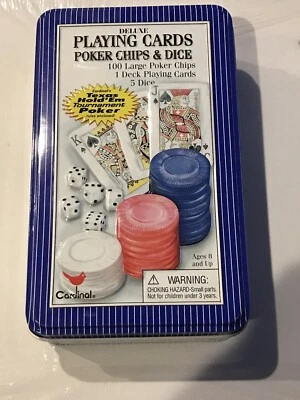 DELUXE
PLAYING CARDS
POKER CHIPS & DICE
100 Large Poker Chips
1 Deck Playing Cards
5 Dice
Texas
Hold'Em
Tournament
Poker
K
J
Ages 8
and Up
WARNING:
CHOKING HAZARD-Small parts
Not for children under 3 years.
Cardinal®